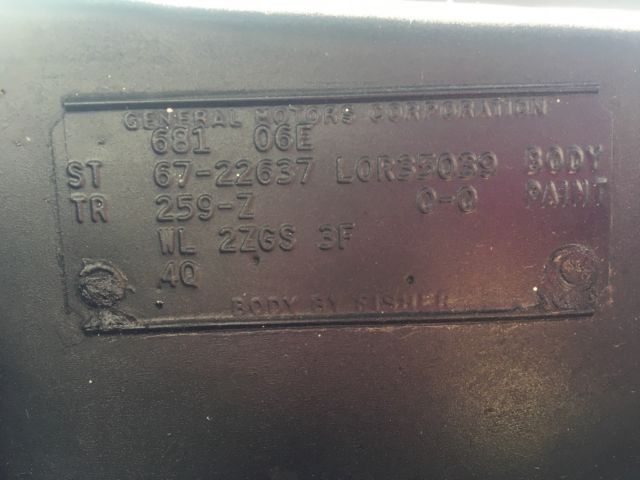 GENERAL MOTORS CORPORATION
681 06E
ST 67-22637 LOR33039 BODY
TR 259-Z 0-0 PAINT
WL 2ZGS 3F
4Q
BODY BY FISHER